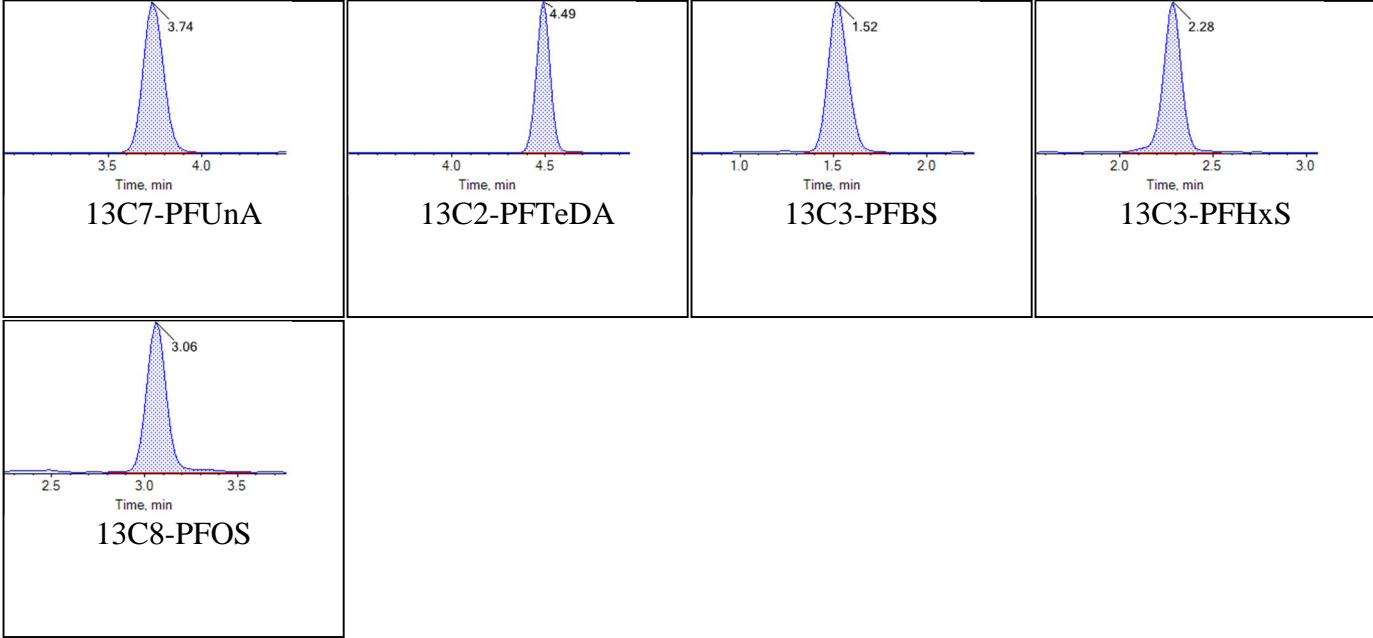 3.74
3.5 4.0
Time, min
13C7-PFUnA
4.49
4.0 4.5
Time, min
13C2-PFTeDA
1.52
1.0 1.5 2.0
Time, min
13C3-PFBS
2.28
2.0 2.5 3.0
Time, min
13C3-PFHxS
3.06
2.5 3.0 3.5
Time, min
13C8-PFOS